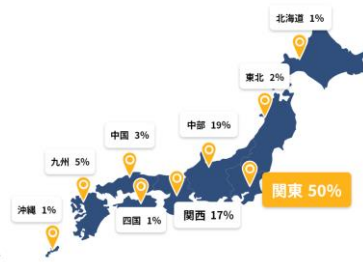 北海道 1%
東北 2%
中部 19%
中国 3%
九州 5%
関東 50%
沖縄 1%
四国 1%
関西 17%